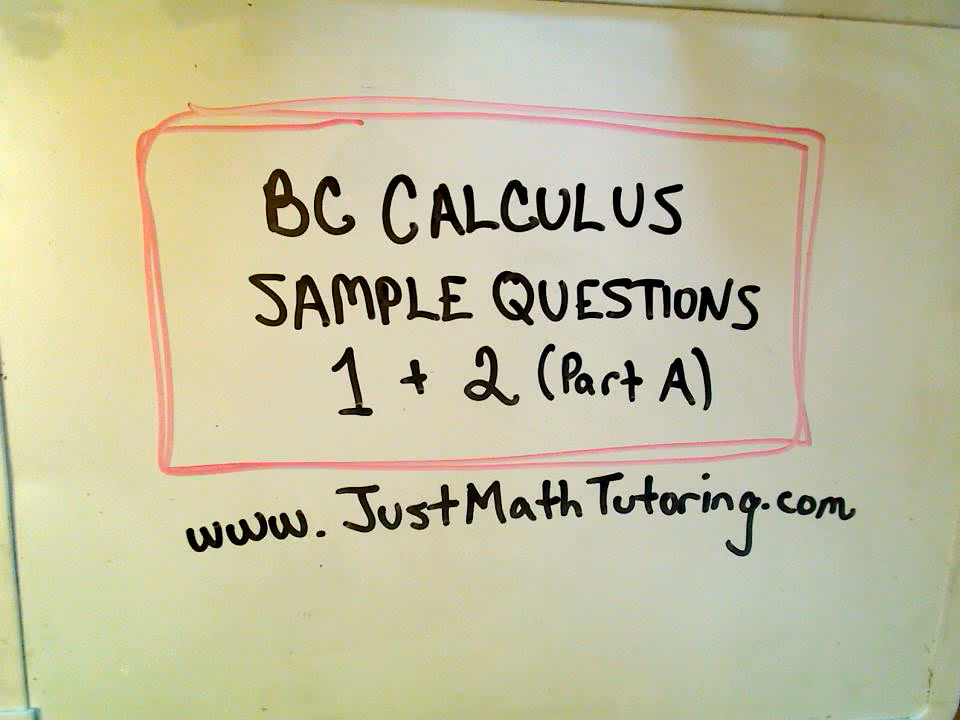 BC CALCULUS
SAMPLE QUESTIONS
1 + 2 (Part A)
www.JustMathTutoring.com